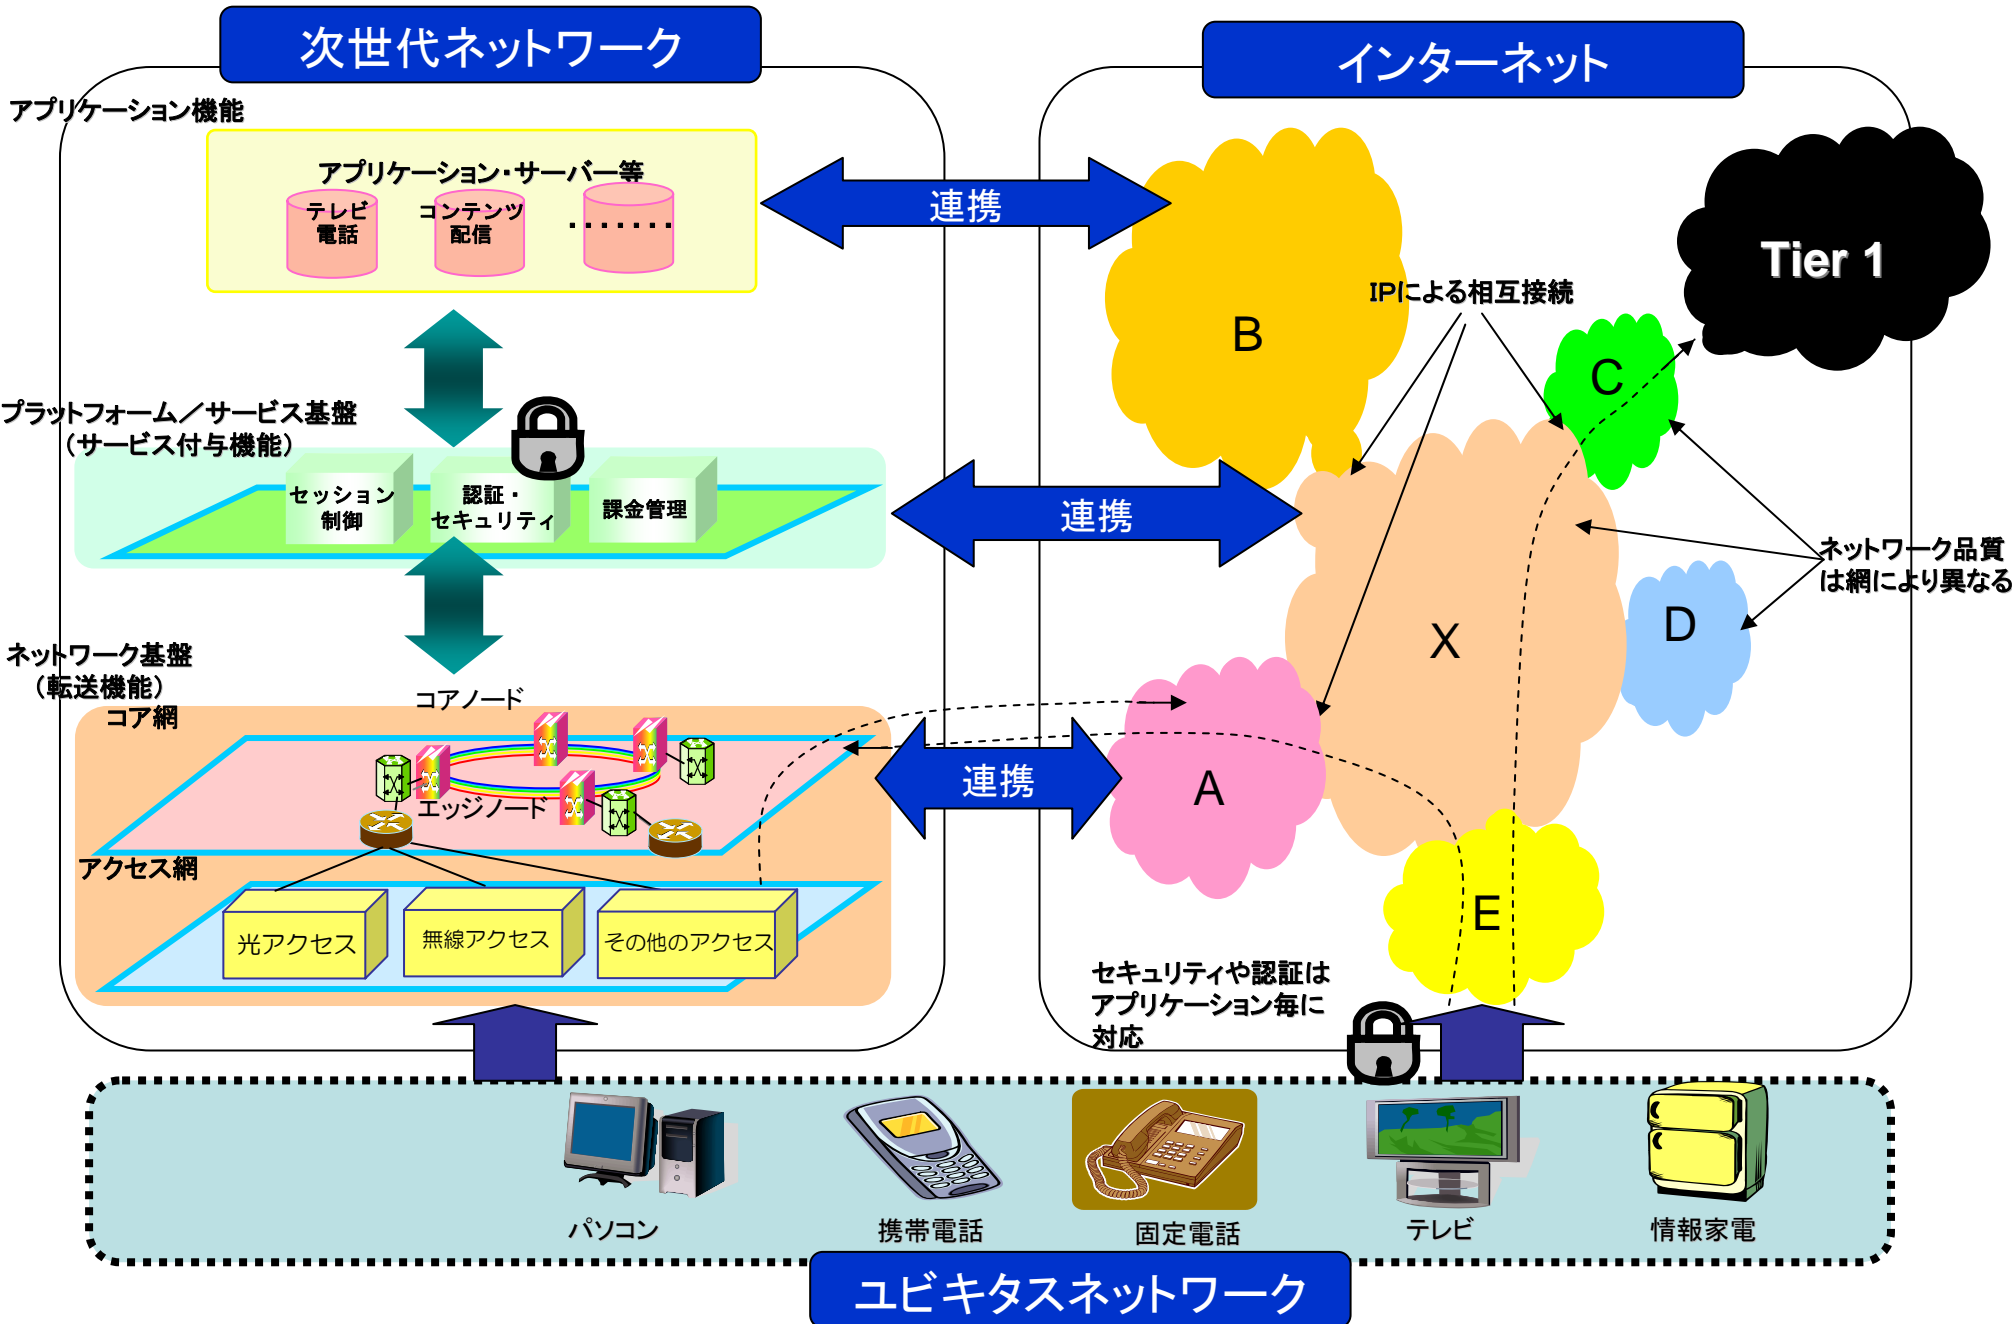 次世代ネットワーク
インターネット
アプリケーション機能
アプリケーション・サーバー等
テレビ
電話
コンテンツ
配信
・・・・・・・
連携
Tier 1
IPによる相互接続
B
C
プラットフォーム／サービス基盤
（サービス付与機能）
セッション
制御
認証・
セキュリティ
課金管理
連携
ネットワーク品質
は網により異なる
X
D
ネットワーク基盤
（転送機能）
コア網
コアノード
エッジノード
連携
A
アクセス網
光アクセス
無線アクセス
その他のアクセス
E
セキュリティや認証は
アプリケーション毎に
対応
パソコン
携帯電話
固定電話
テレビ
情報家電
ユビキタスネットワーク